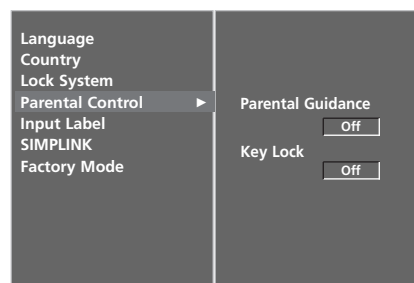 Language
Country
Lock System
Parental Control ►
Input Label
SIMPLINK
Factory Mode
Parental Guidance
Off
Key Lock
Off